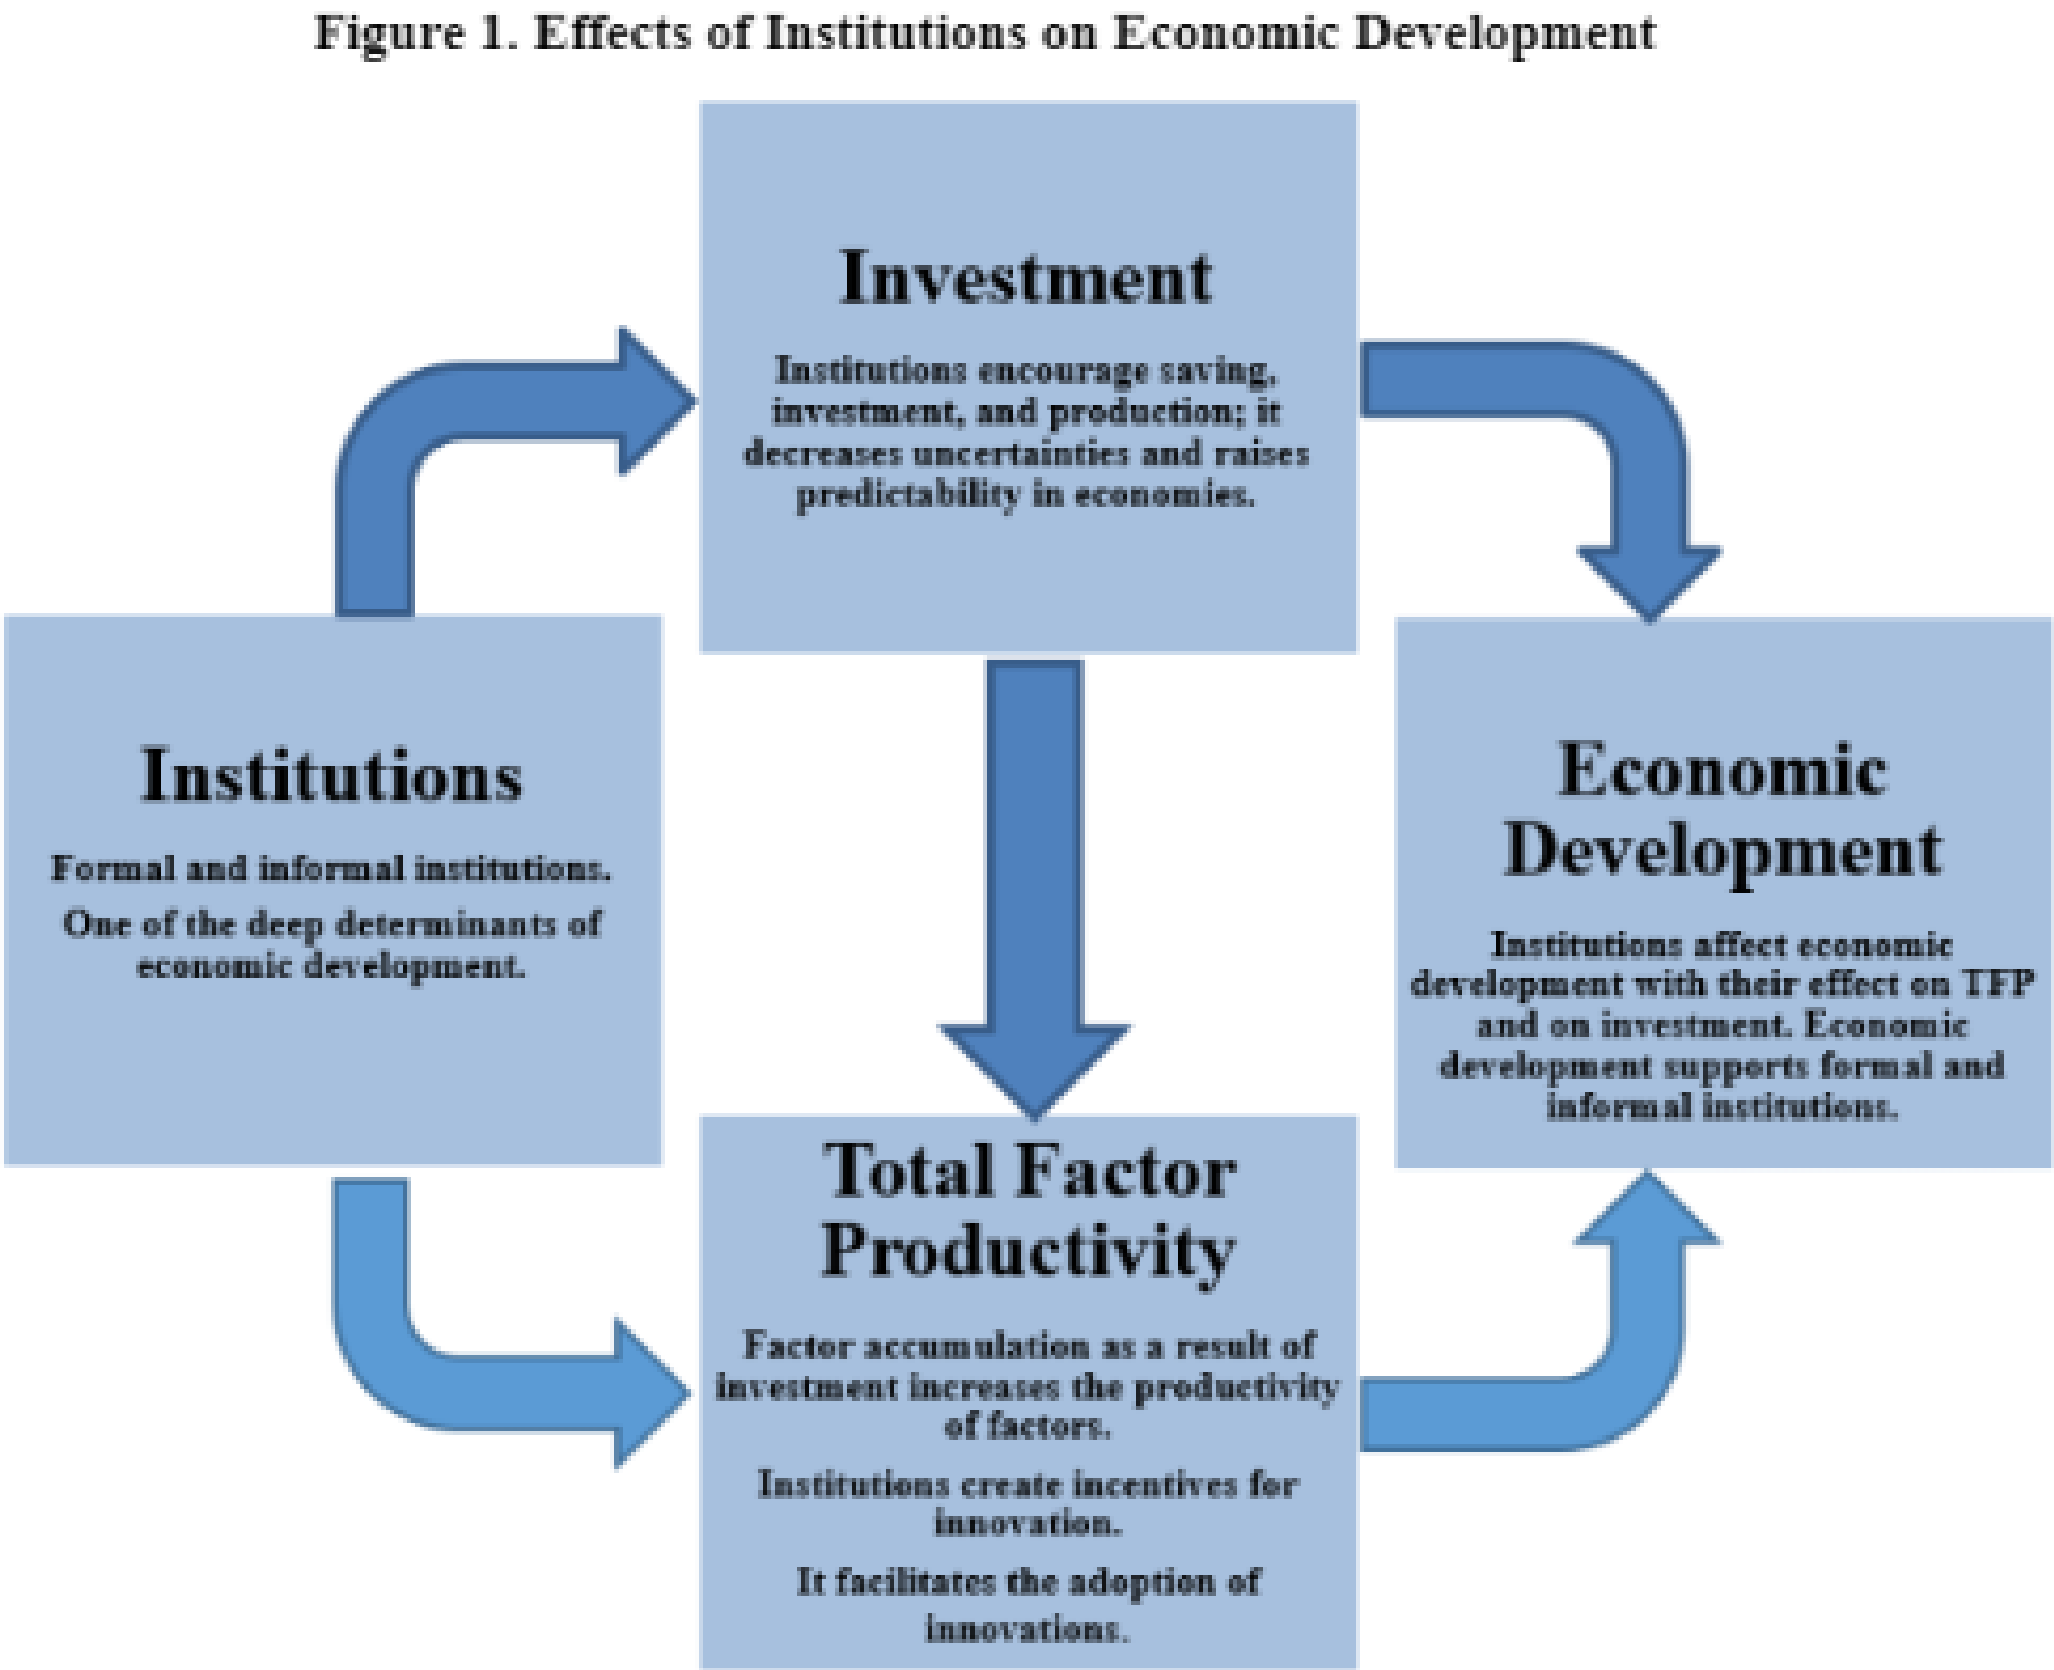 Figure 1. Effects of Institutions on Economic Development
Investment
Institutions encourage saving,
investment, and production; it
decreases uncertainties and raises
predictability in economies.
Institutions
Formal and informal institutions.
One of the deep determinants of
economic development.
Economic
Development
Institutions affect economic
development with their effect on TFP
and on investment. Economic
development supports formal and
informal institutions.
Total Factor
Productivity
Factor accumulation as a result of
investment increases the productivity
of factors.
Institutions create incentives for
innovation.
It facilitates the adoption of
innovations.